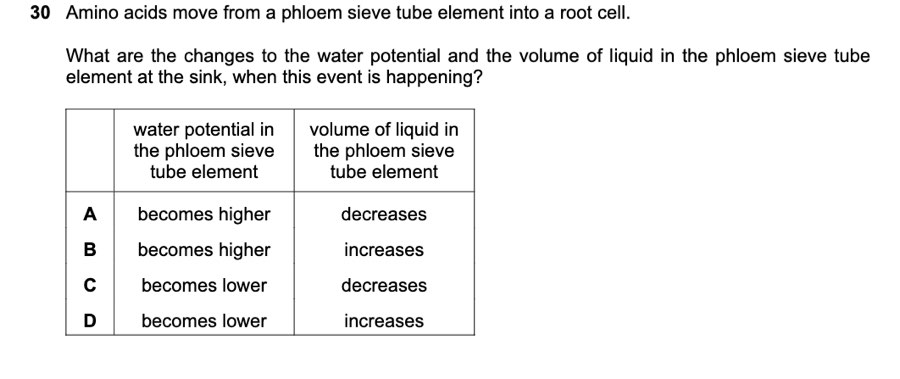 30 Amino acids move from a phloem sieve tube element into a root cell.
What are the changes to the water potential and the volume of liquid in the phloem sieve tube
element at the sink, when this event is happening?
water potential in the phloem sieve tube element
volume of liquid in the phloem sieve tube element
A becomes higher decreases
B becomes higher increases
C becomes lower decreases
D becomes lower increases